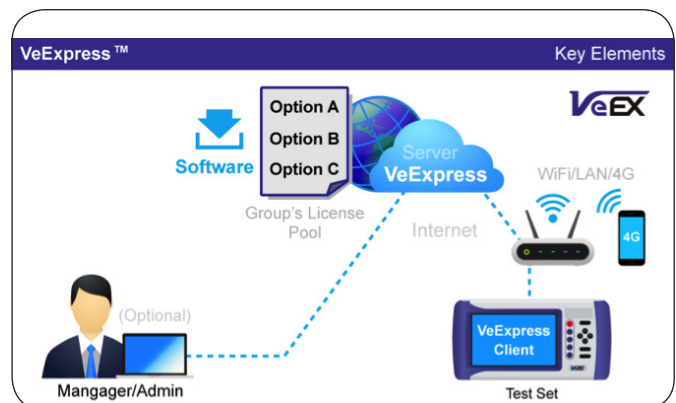 VeExpress™
Key Elements
VeEX
Option A
Option B
Option C
Software
Server
VeExpress
WiFi/LAN/4G
Group's License
Pool
Internet
4G
(Optional)
VeExpress
Client
VeEX
Mangager/Admin
Test Set